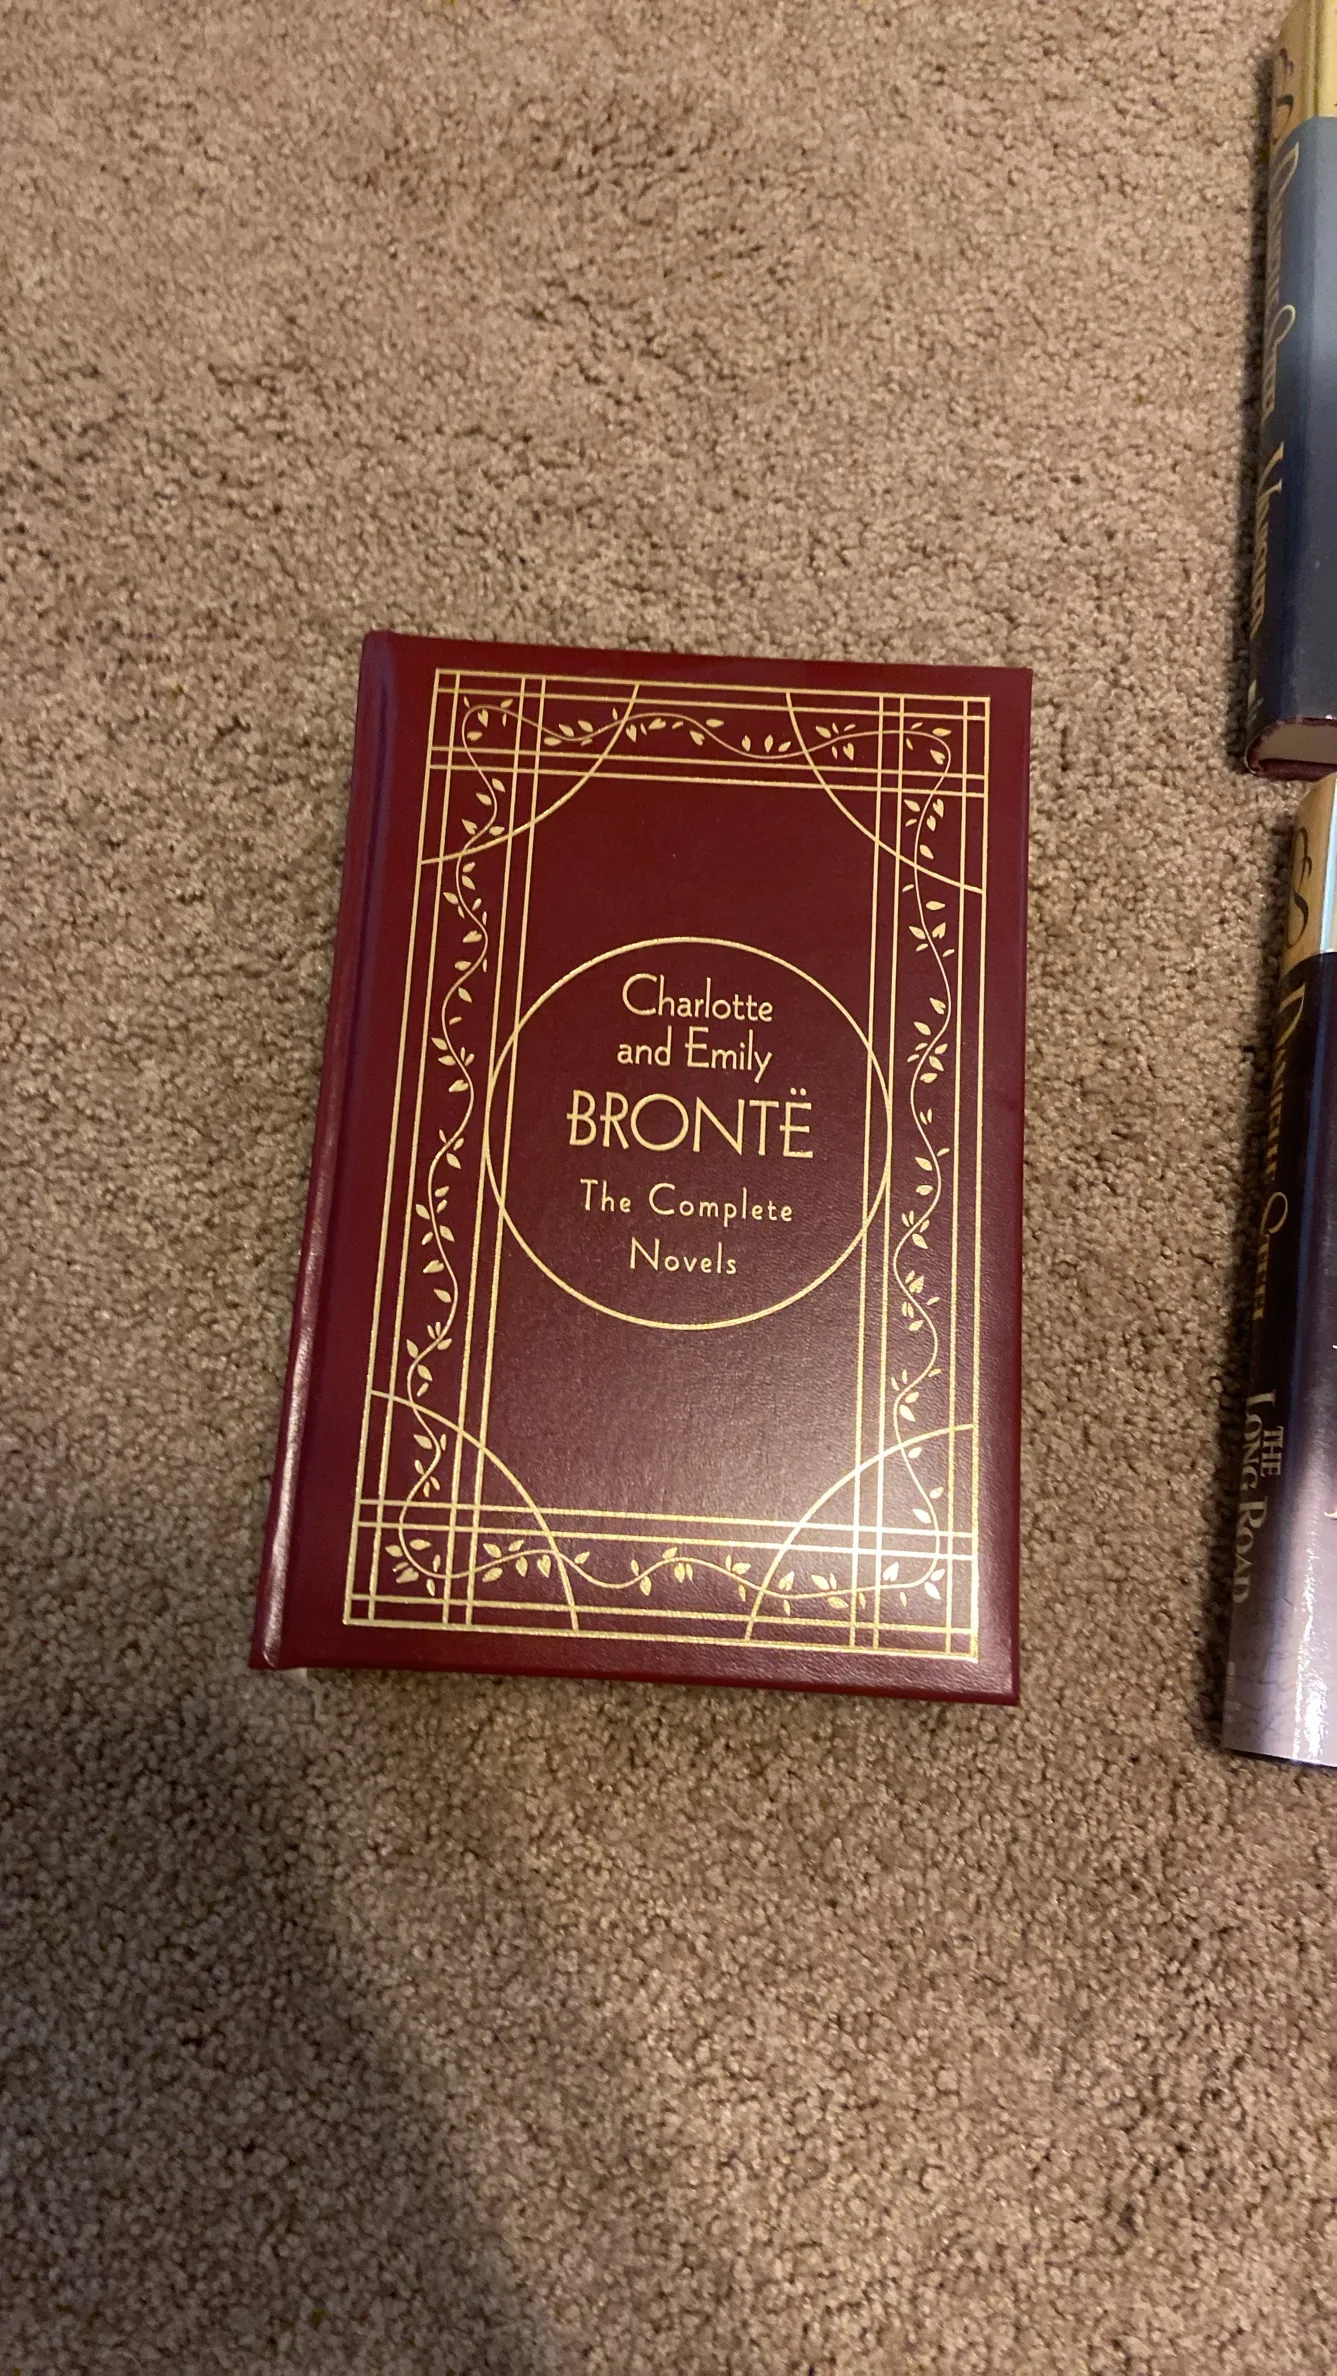 Charlotte
and Emily
BRONTË
The Complete
Novels
THE
LONG ROAD